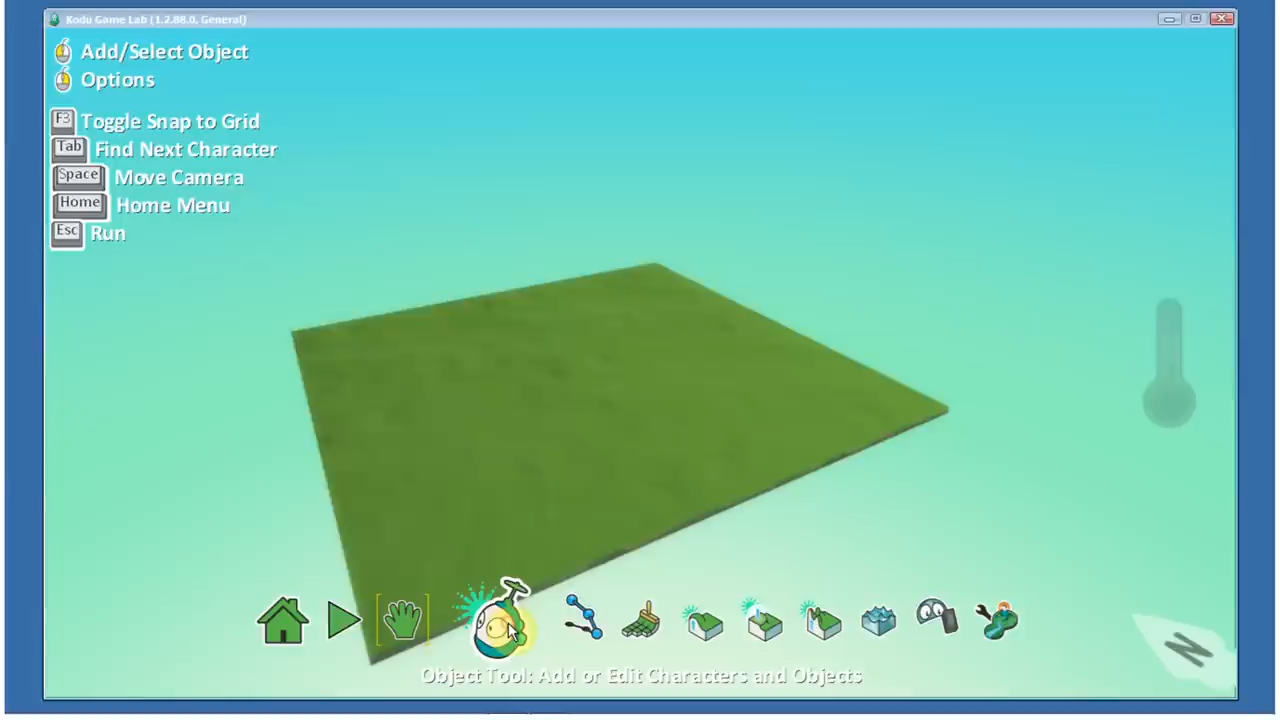 Kodu Game Lab (1.2.88.0, General)
Add/Select Object
Options
F3 Toggle Snap to Grid
Tab Find Next Character
Space Move Camera
Home Home Menu
Esc Run
Object Tool: Add or Edit Characters and Objects
N